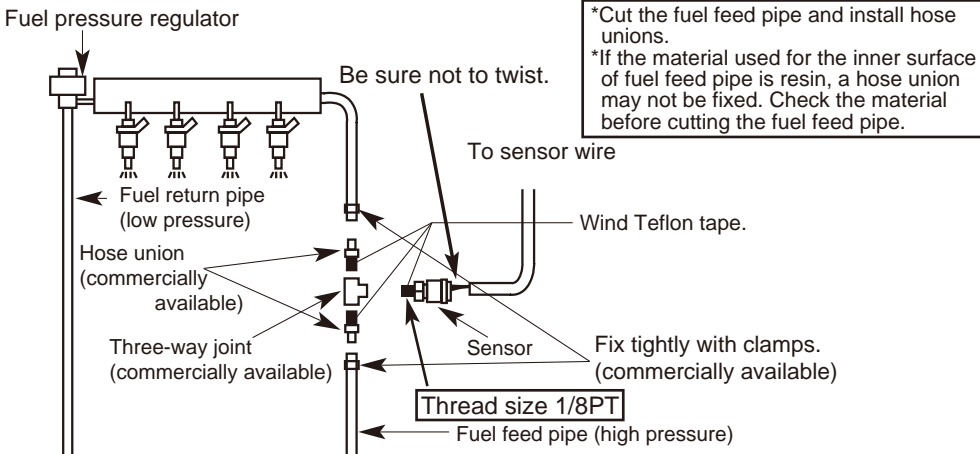 Fuel pressure regulator
*Cut the fuel feed pipe and install hose
unions.
*If the material used for the inner surface
of fuel feed pipe is resin, a hose union
may not be fixed. Check the material
before cutting the fuel feed pipe.
Be sure not to twist.
To sensor wire
Fuel return pipe
(low pressure)
Wind Teflon tape.
Hose union
(commercially
available)
Three-way joint
(commercially available)
Sensor
Fix tightly with clamps.
(commercially available)
Thread size 1/8PT
Fuel feed pipe (high pressure)